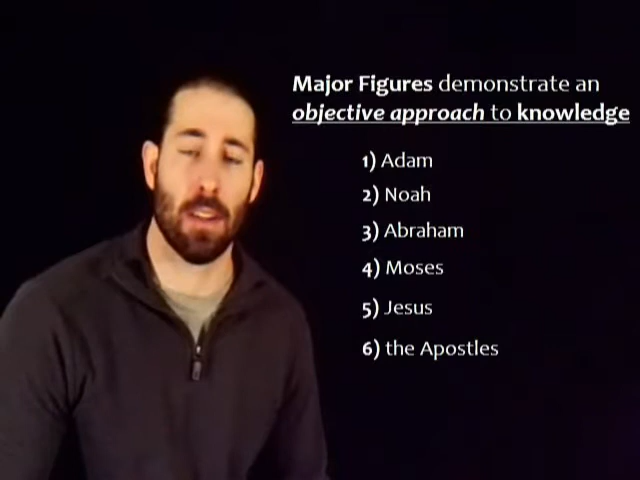 Major Figures demonstrate an
objective approach to knowledge
1) Adam
2) Noah
3) Abraham
4) Moses
5) Jesus
6) the Apostles